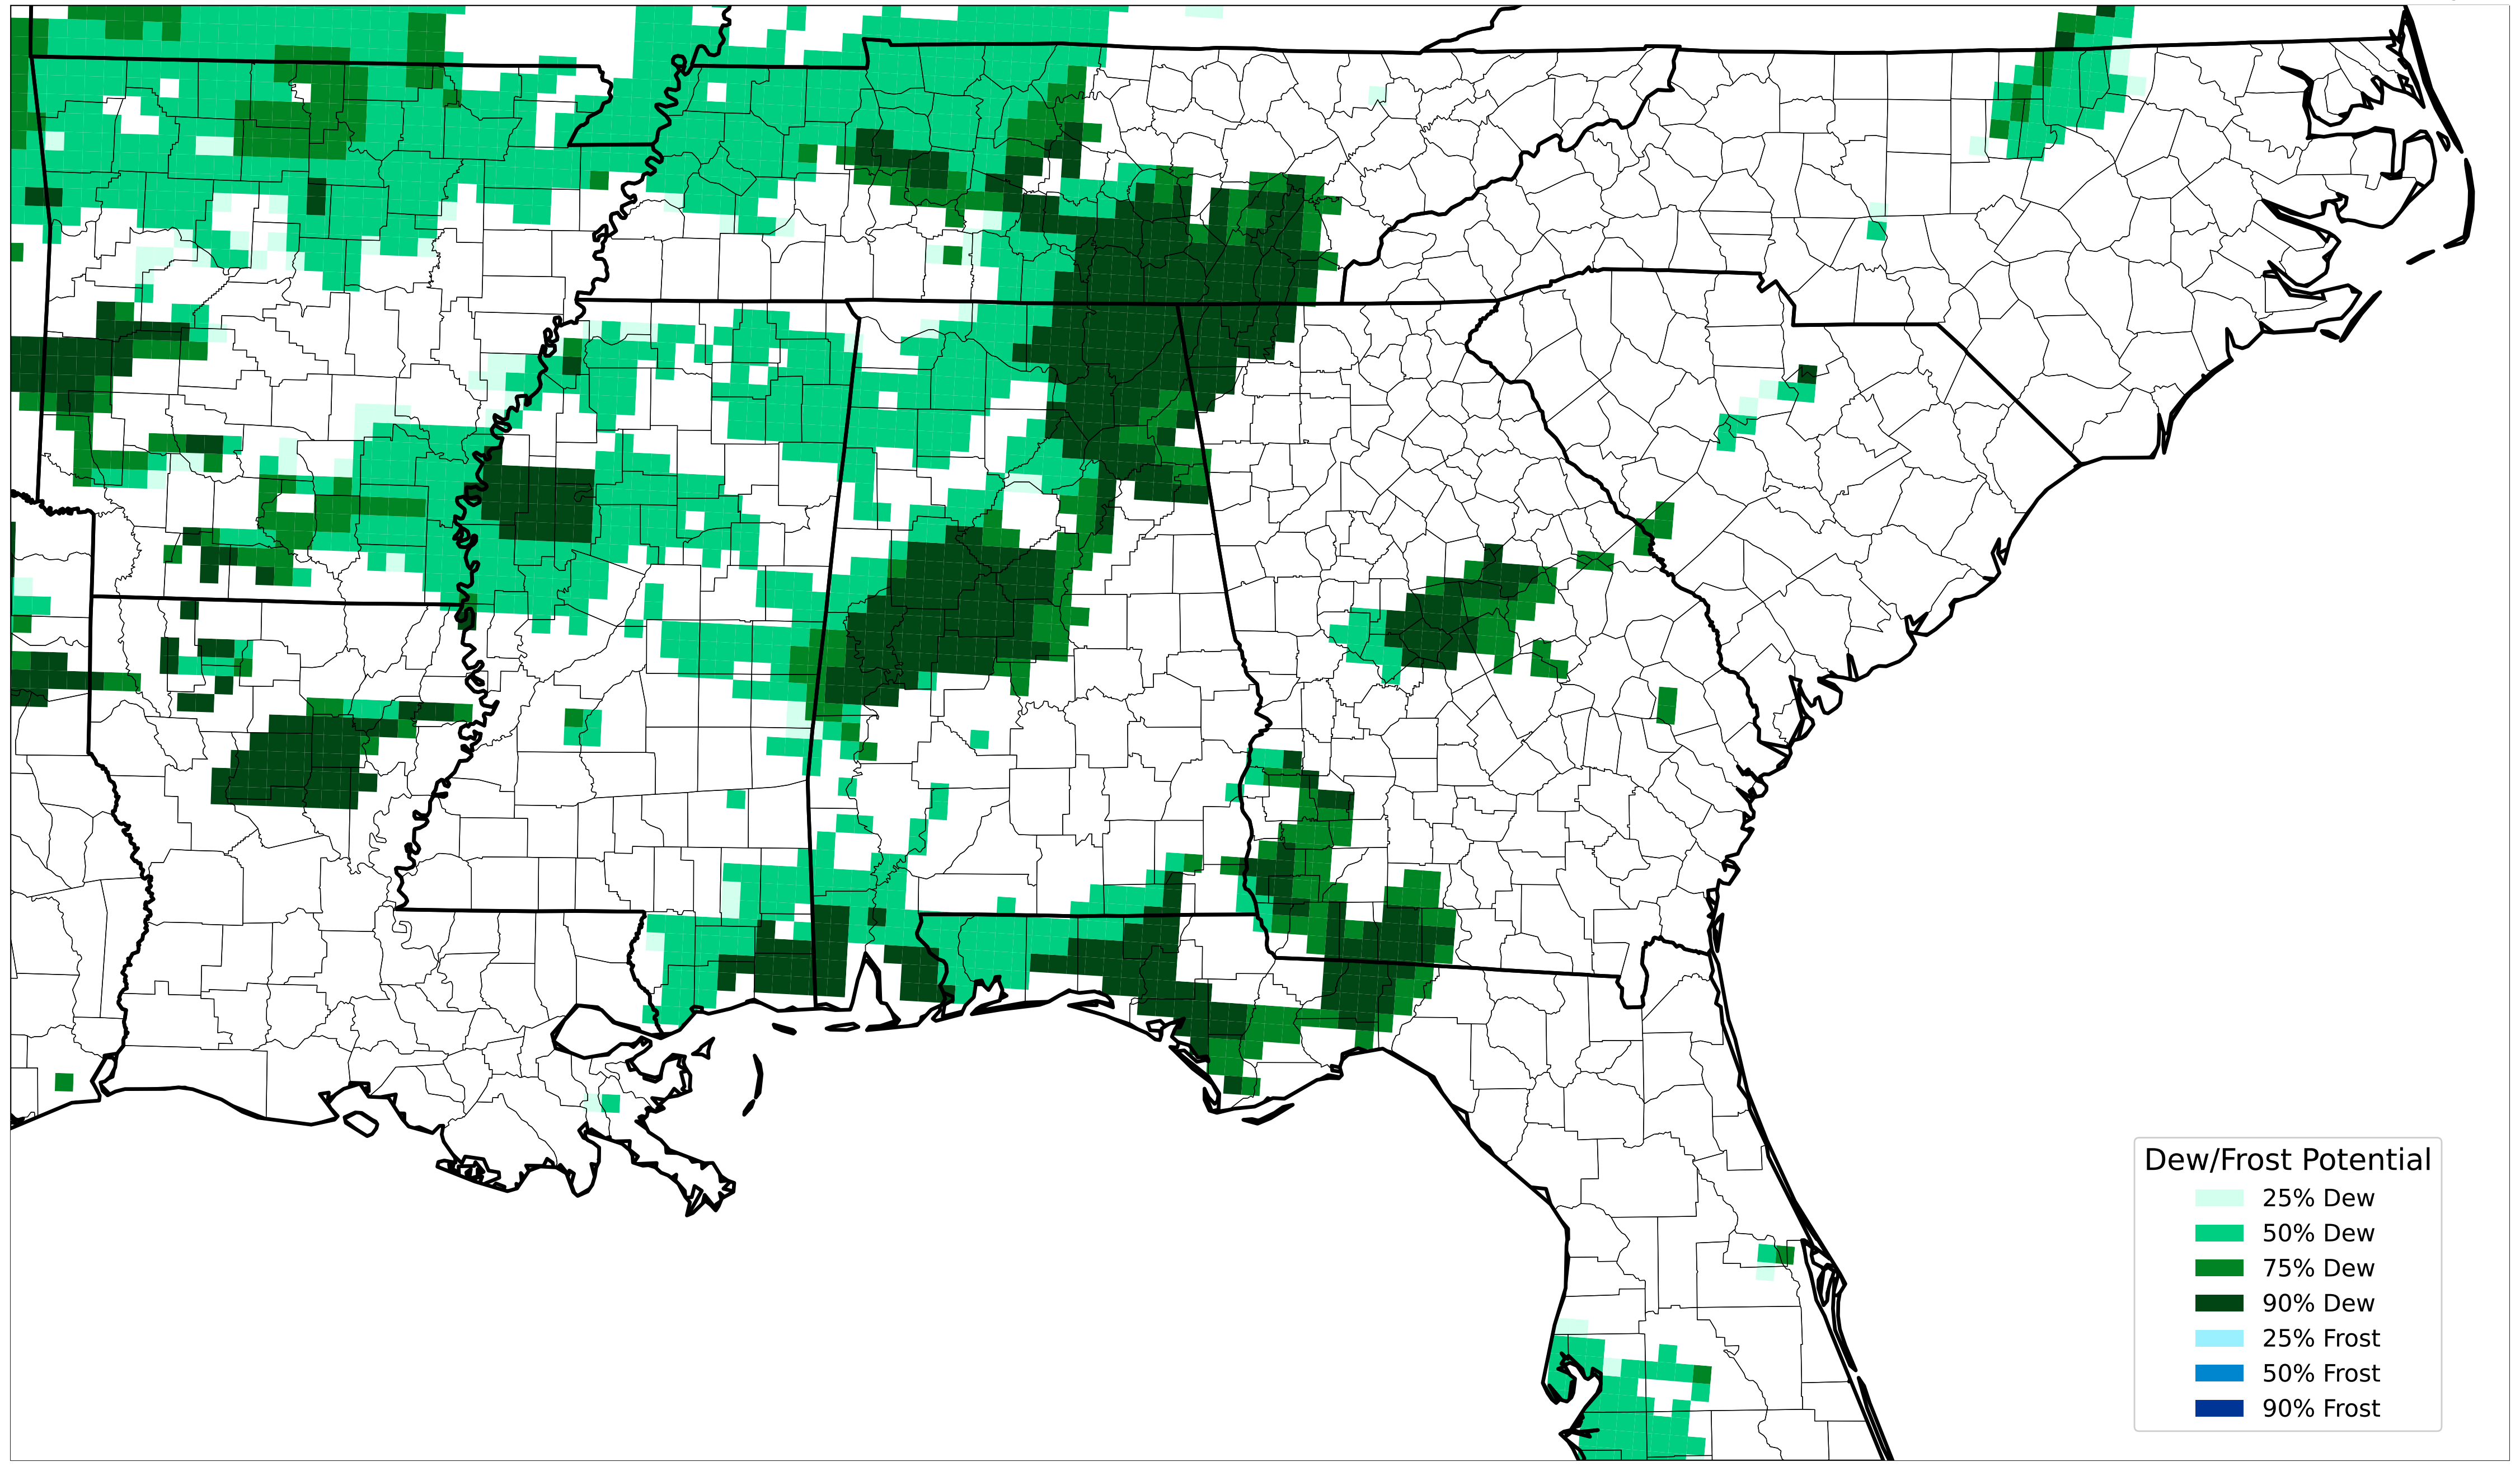 Dew/Frost Potential
25% Dew
50% Dew
75% Dew
90% Dew
25% Frost
50% Frost
90% Frost